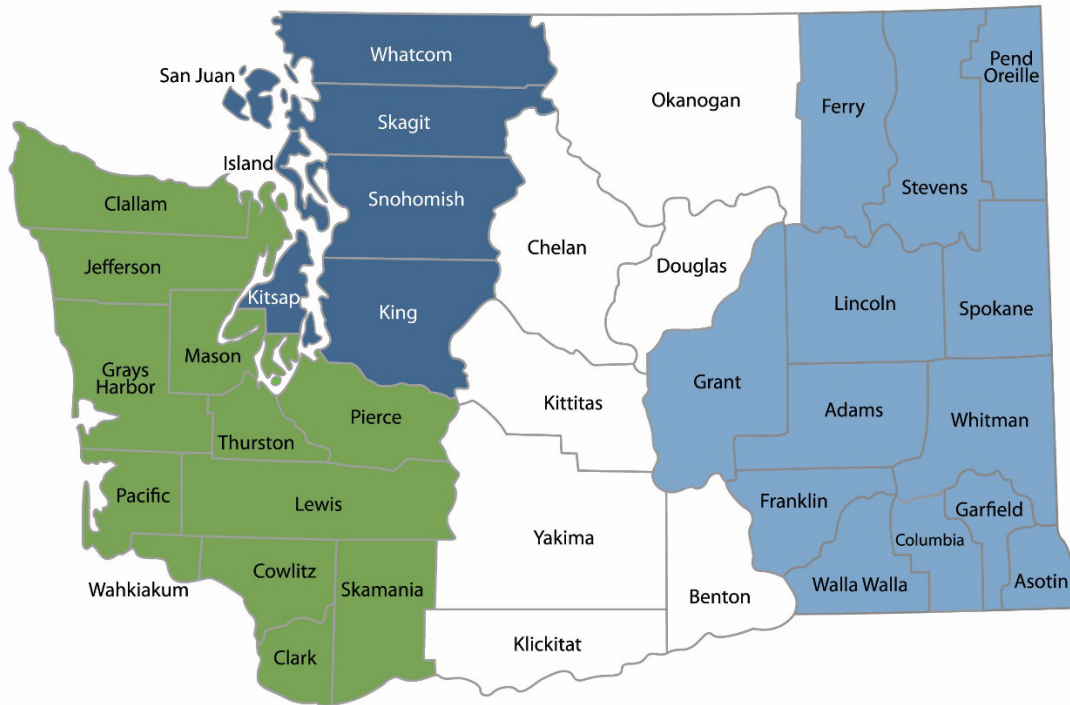 Whatcom
San Juan
Skagit
Island
Snohomish
Clallam
Jefferson
Kitsap
King
Mason
Grays
Harbor
Thurston
Pierce
Pacific
Lewis
Wahkiakum
Cowlitz
Skamania
Clark
Okanogan
Chelan
Douglas
Kittitas
Yakima
Benton
Klickitat
Ferry
Stevens
Pend
Oreille
Lincoln
Spokane
Grant
Adams
Whitman
Franklin
Garfield
Columbia
Walla Walla
Asotin